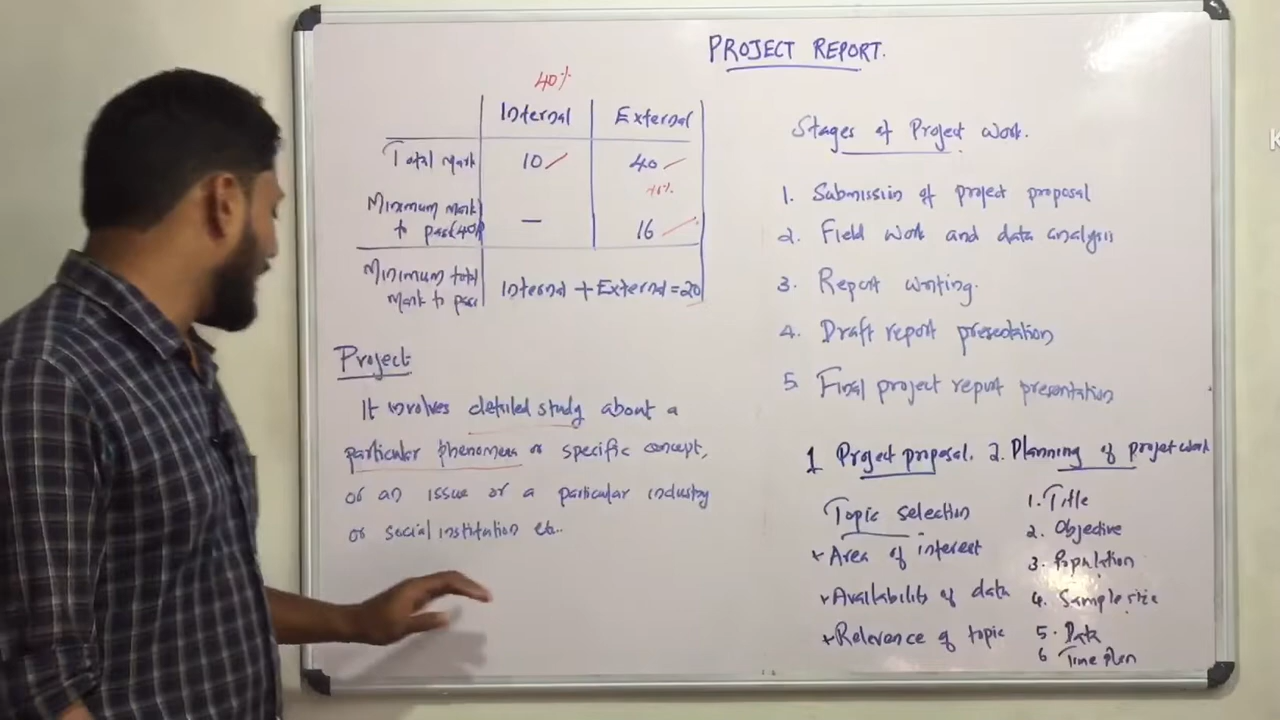 PROJECT REPORT.
40%
Internal External
Total Mark 10 40
Minimum mark
to pass(40%) — 16
Minimum total
Mark to pass Internal + External = 20
Project
It involves detailed study about a
particular phenomena or specific concept,
or an issue or a particular industry
or social institution etc..
Stages of Project work.
1. Submission of project proposal
2. Field work and data analysis
3. Report writing.
4. Draft report presentation
5 Final project report presentation
1 Project proposal.
Topic selection
Area of interest
Availability of data
Relevance of topic
2. Planning of project work
1. Title
2. Objective
3. Population
4. Sample size
5. Data
6 Time plan
K